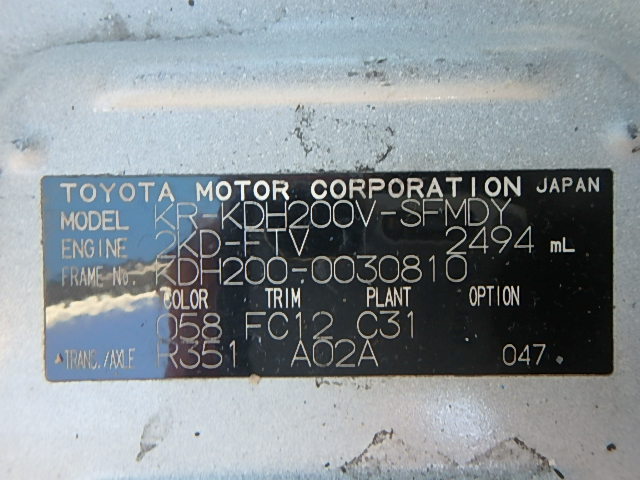 TOYOTA MOTOR CORPORATION JAPAN
MODEL KR-KDH200V-SFMDY
ENGINE 2KD-FTV 2494 mL
FRAME No. KDH200-0030810
COLOR TRIM PLANT OPTION
058 FC12 C31
TRANS./AXLE R351 A02A 047